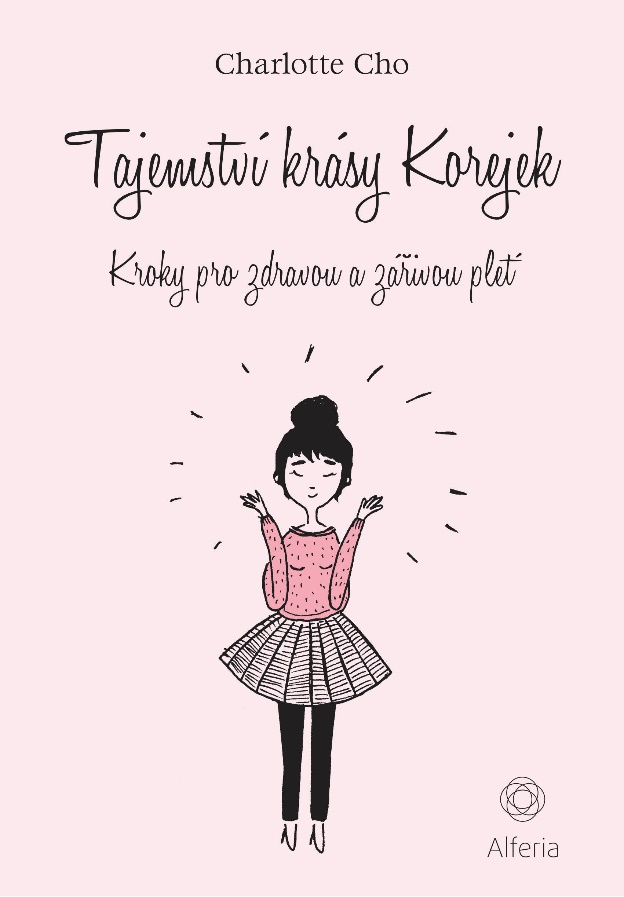 Charlotte Cho
Tajemství krásy Korejek
Kroky pro zdravou a zářivou pleť
Alferia